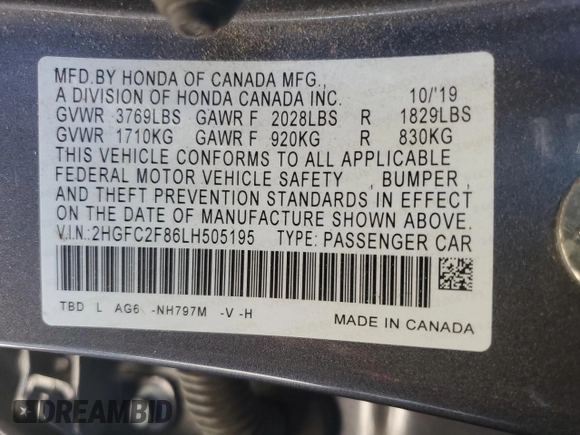 MFD.BY HONDA OF CANADA MFG.,
A DIVISION OF HONDA CANADA INC. 10/'19
GVWR 3769LBS GAWR F 2028LBS R 1829LBS
GVWR 1710KG GAWR F 920KG R 830KG
THIS VEHICLE CONFORMS TO ALL APPLICABLE
FEDERAL MOTOR VEHICLE SAFETY , BUMPER,
AND THEFT PREVENTION STANDARDS IN EFFECT
ON THE DATE OF MANUFACTURE SHOWN ABOVE.
V.I.N.:2HGFC2F86LH505195 TYPE: PASSENGER CAR
TBD L AG6 -NH797M -V -H
MADE IN CANADA
DREAMBID